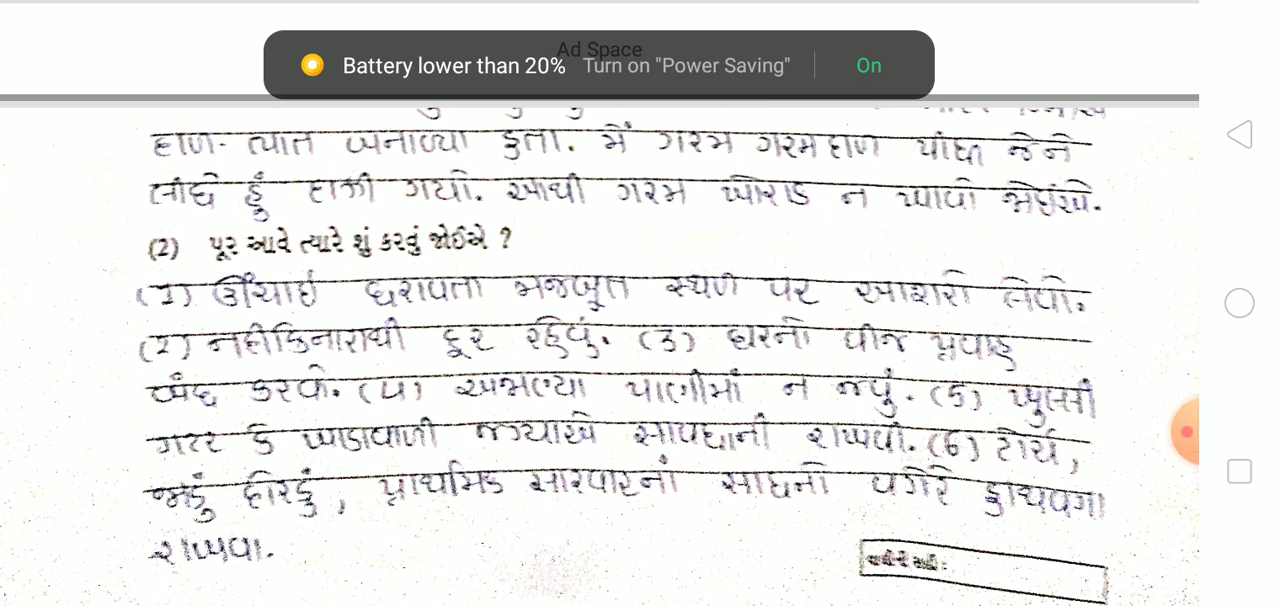 Ad Space
Battery lower than 20% Turn on "Power Saving" On
દાળ-ભાત બનાવ્યા હતા. મેં ગરમ ગરમ દાળ પીધી જેને
લીધે હું દાઝી ગયો. આથી ગરમ ખોરાક ન ખાવો જોઇએ.
(2) પૂર આવે ત્યારે શું કરવું જોઈએ ?
(1) ઊંચાઇ ધરાવતા મજબુત સ્થળ પર આશરો લેવો.
(2) નદીકિનારાથી દૂર રહેવું. (3) ઘરનો વીજ પ્રવાહ
બંધ કરવો. (4) અજાણ્યા પાણીમાં ન જવું. (5) ખુલ્લી
ગટર કે ખાડાવાળી જગ્યાએ સાવધાની રાખવી. (6) ટોર્ચ,
જાડું દોરડું, પ્રાથમિક સારવારનાં સાધનો વગેરે હાથવગા
રાખવા.